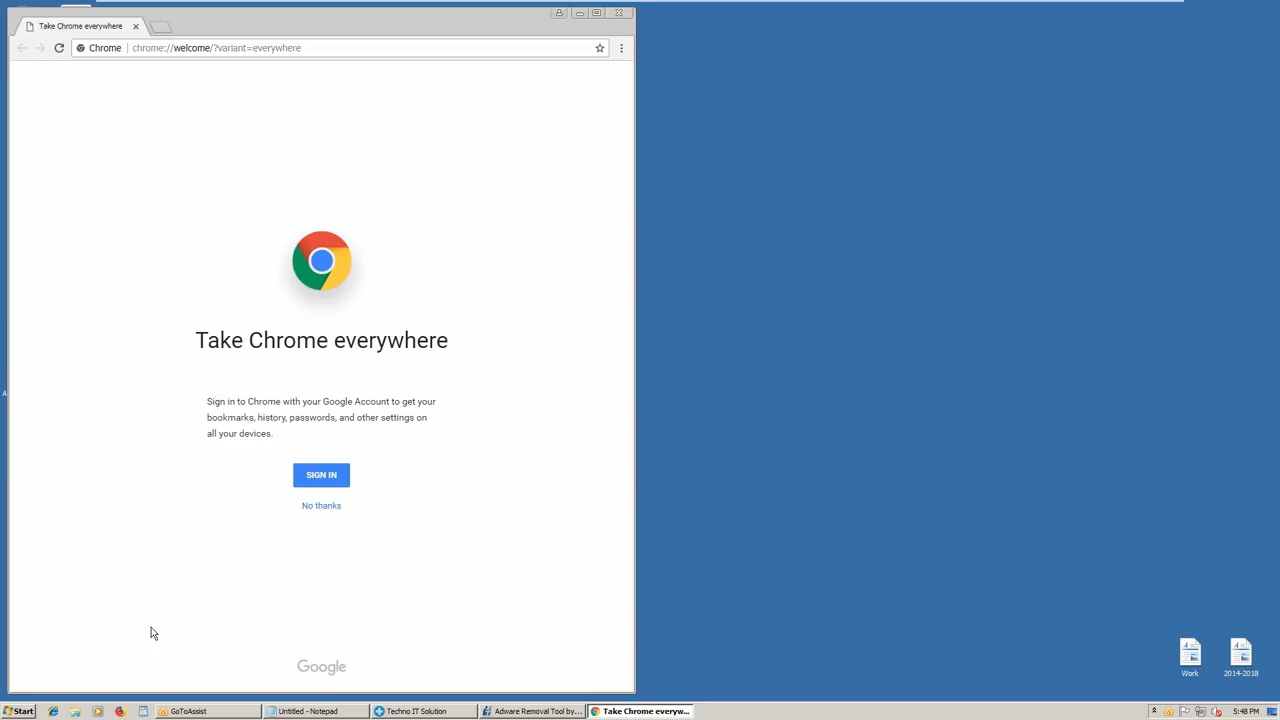 Take Chrome everywhere
Chrome
chrome://welcome/?variant=everywhere
Take Chrome everywhere
Sign in to Chrome with your Google Account to get your
bookmarks, history, passwords, and other settings on
all your devices.
SIGN IN
No thanks
Google
Work
2014-2018
Start
GoToAssist
Untitled - Notepad
Techno IT Solution
Adware Removal Tool by...
Take Chrome everyw...
5:48 PM